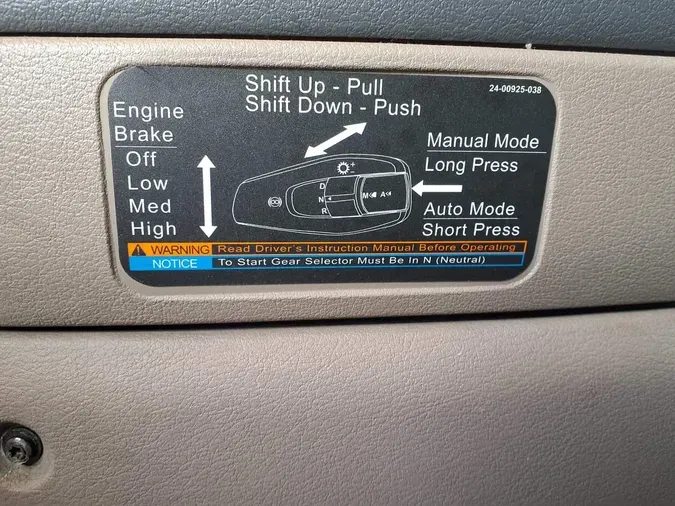 Shift Up - Pull
Shift Down - Push
24-00925-038
Engine
Brake
Off
Low
Med
High
Manual Mode
Long Press
Auto Mode
Short Press
D
N
R
M
A
WARNING Read Driver's Instruction Manual Before Operating
NOTICE To Start Gear Selector Must Be In N (Neutral)